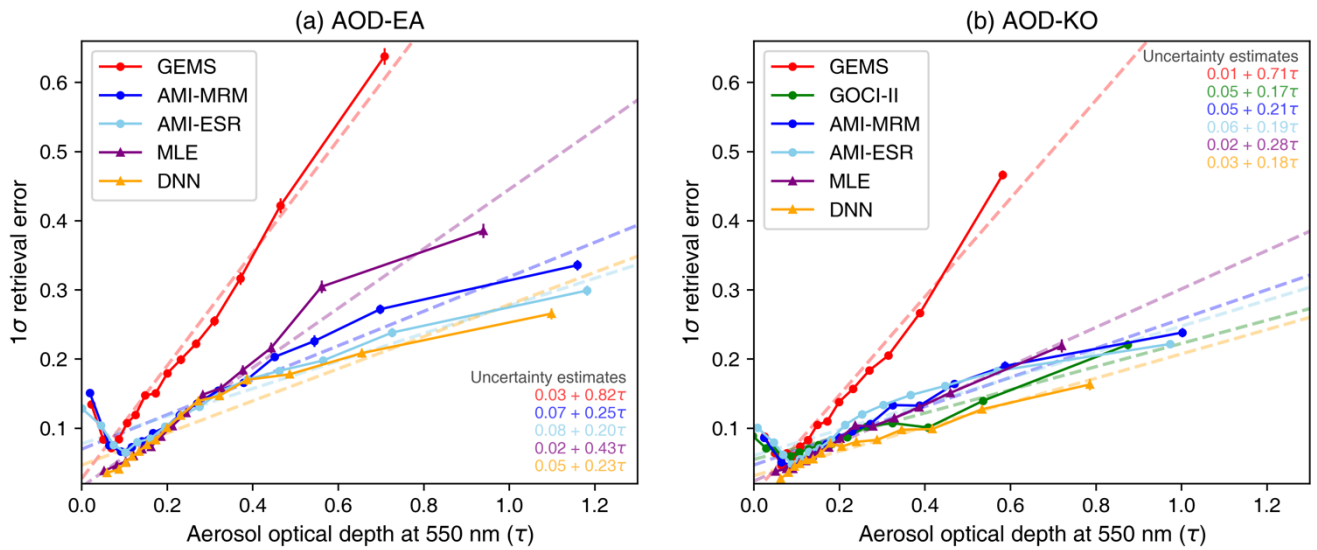 (a) AOD-EA
0.6
0.5
0.4
0.3
0.2
0.1
1σ retrieval error
GEMS
AMI-MRM
AMI-ESR
MLE
DNN
Uncertainty estimates
0.03 + 0.82τ
0.07 + 0.25τ
0.08 + 0.20τ
0.02 + 0.43τ
0.05 + 0.23τ
0.0 0.2 0.4 0.6 0.8 1.0 1.2
Aerosol optical depth at 550 nm (τ)
(b) AOD-KO
0.6
0.5
0.4
0.3
0.2
0.1
1σ retrieval error
GEMS
GOCI-II
AMI-MRM
AMI-ESR
MLE
DNN
Uncertainty estimates
0.01 + 0.71τ
0.05 + 0.17τ
0.05 + 0.21τ
0.06 + 0.19τ
0.02 + 0.28τ
0.03 + 0.18τ
0.0 0.2 0.4 0.6 0.8 1.0 1.2
Aerosol optical depth at 550 nm (τ)